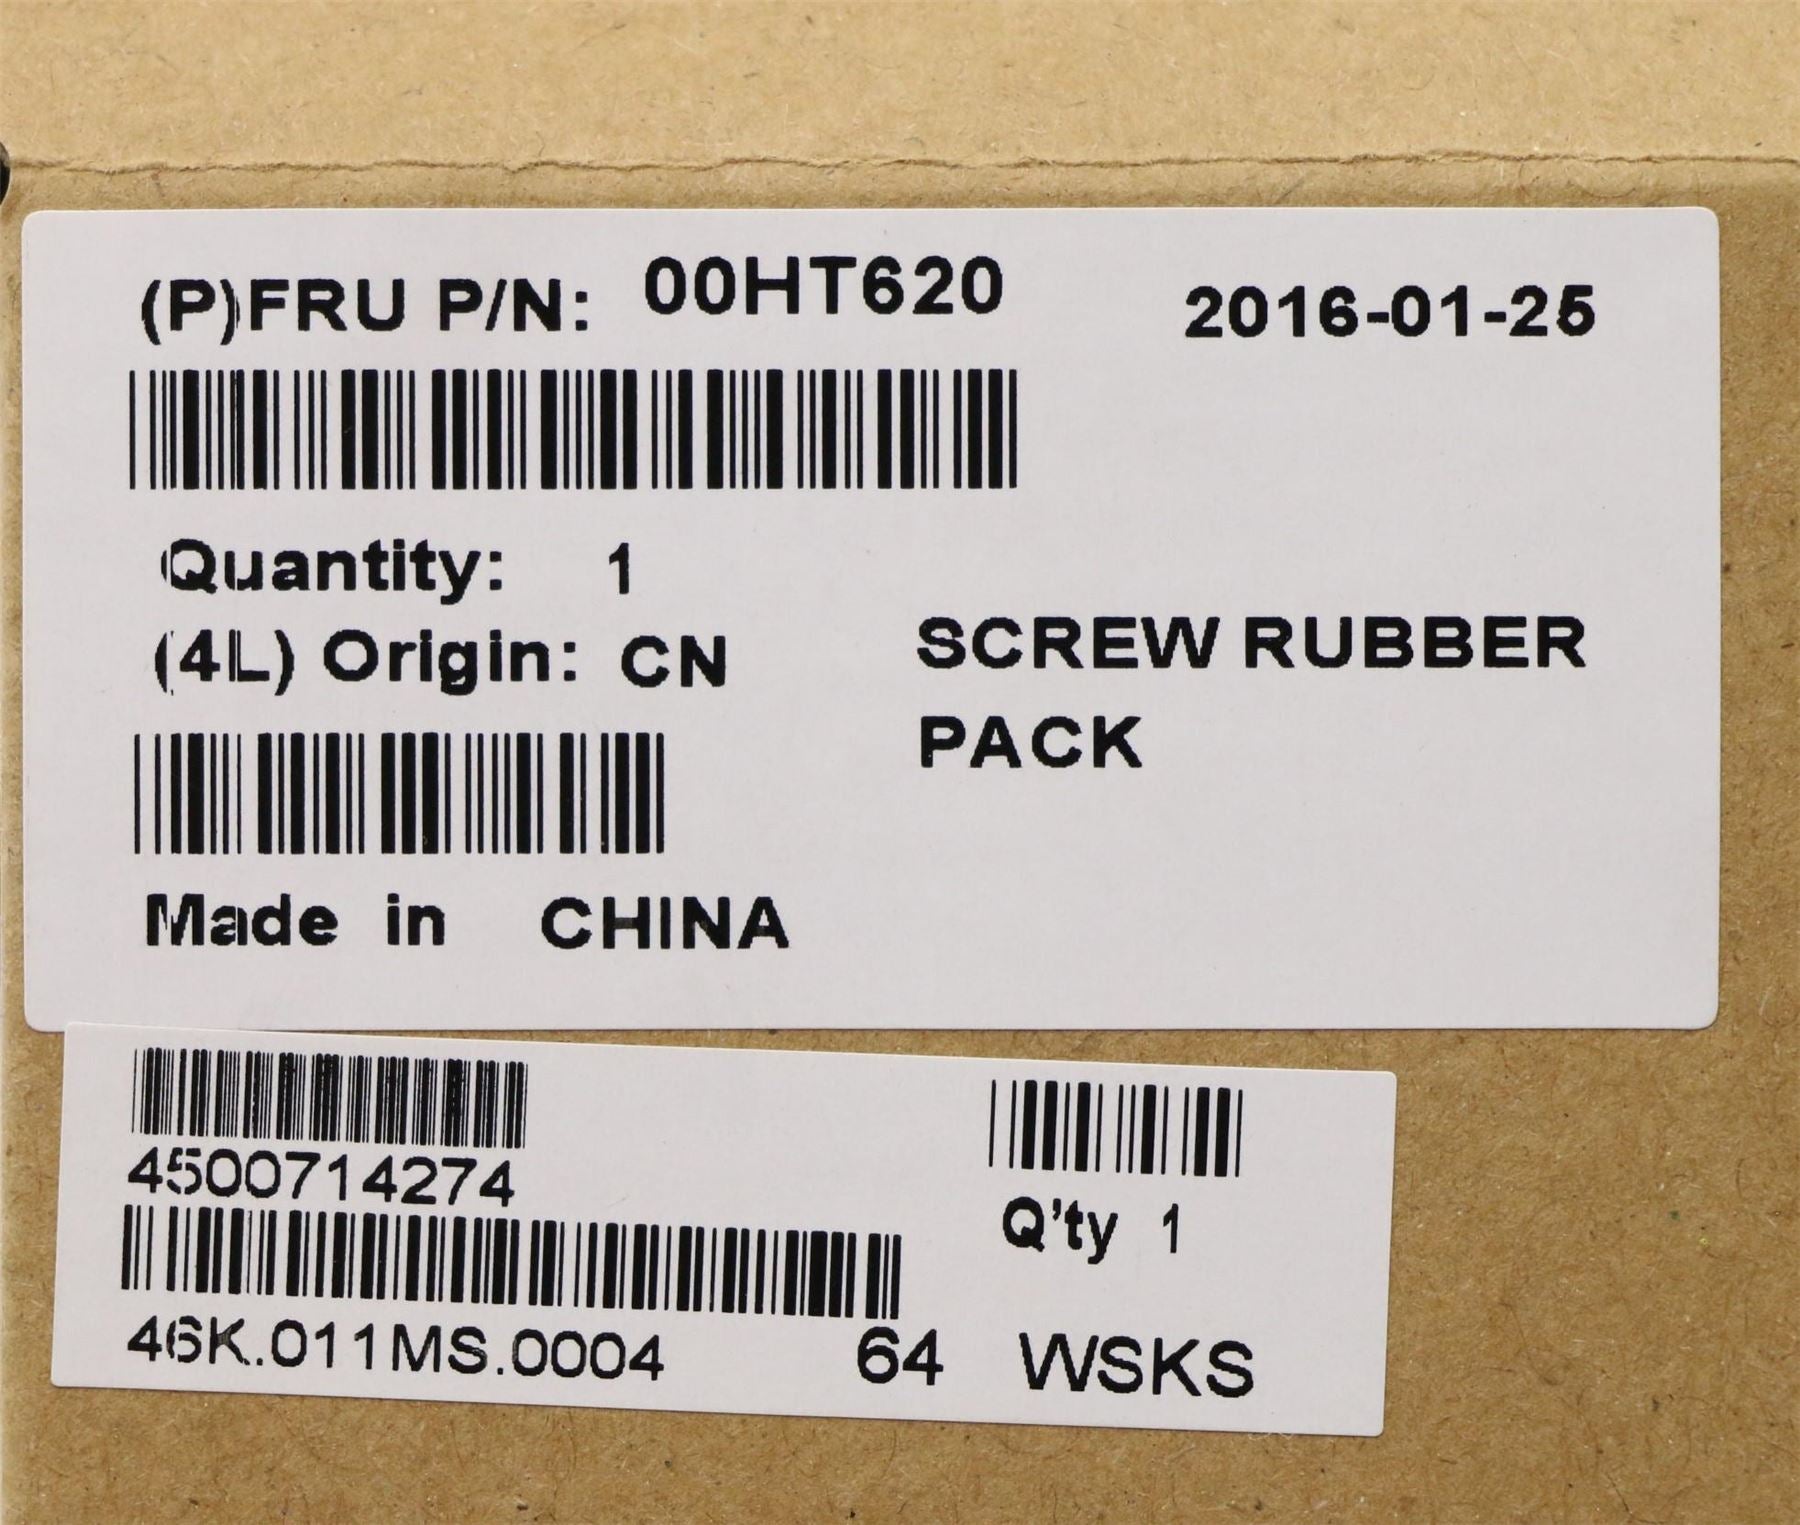 (P)FRU P/N: 00HT620 2016-01-25
Quantity: 1
(4L) Origin: CN
SCREW RUBBER
PACK
Made in CHINA
4500714274
Q'ty 1
46K.011MS.0004 64 WSKS